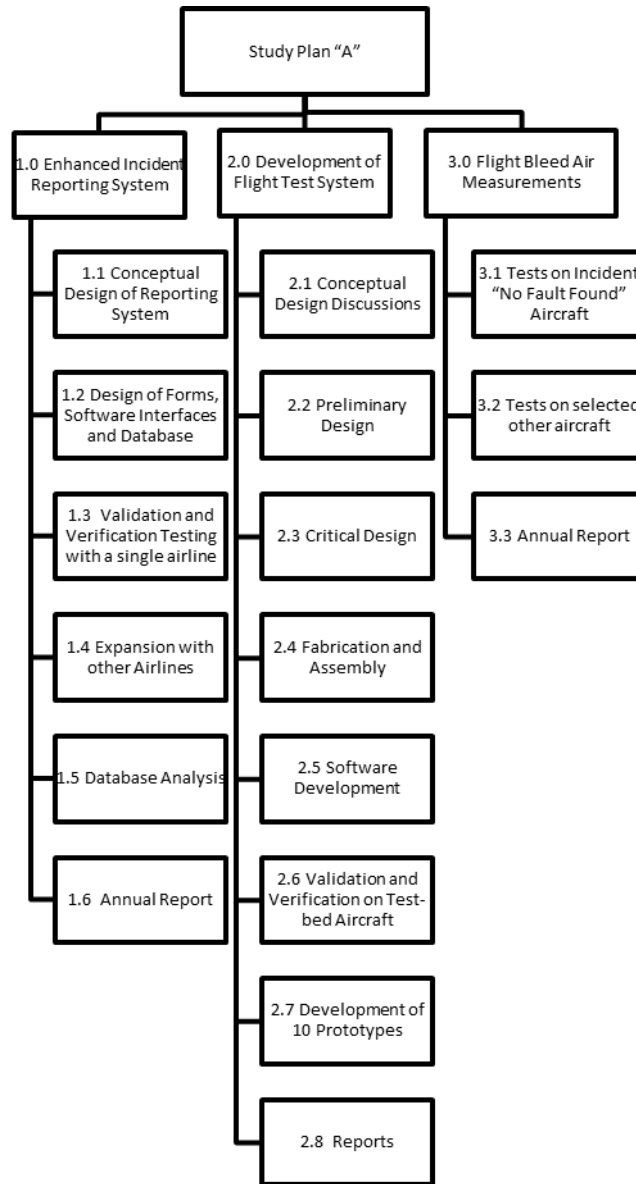 Study Plan “A”
1.0 Enhanced Incident
Reporting System
2.0 Development of
Flight Test System
3.0 Flight Bleed Air
Measurements
1.1 Conceptual
Design of Reporting
System
1.2 Design of Forms,
Software Interfaces
and Database
1.3 Validation and
Verification Testing
with a single airline
1.4 Expansion with
other Airlines
1.5 Database Analysis
1.6 Annual Report
2.1 Conceptual
Design Discussions
2.2 Preliminary
Design
2.3 Critical Design
2.4 Fabrication and
Assembly
2.5 Software
Development
2.6 Validation and
Verification on Test-
bed Aircraft
2.7 Development of
10 Prototypes
2.8 Reports
3.1 Tests on Incident
“No Fault Found”
Aircraft
3.2 Tests on selected
other aircraft
3.3 Annual Report